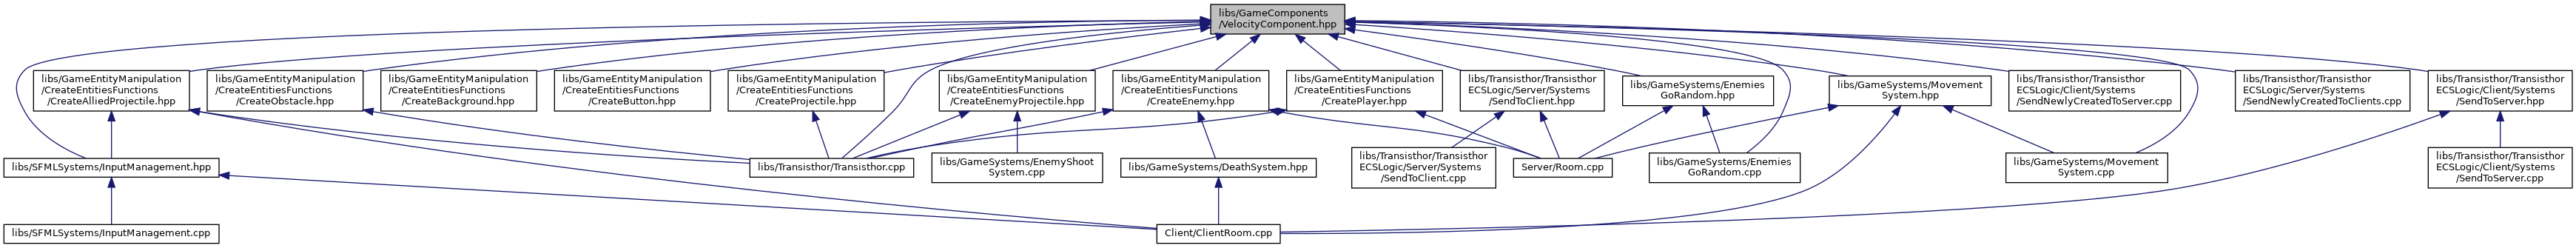 libs/GameComponents
/VelocityComponent.hpp
libs/GameEntityManipulation
/CreateEntitiesFunctions
/CreateAlliedProjectile.hpp
libs/GameEntityManipulation
/CreateEntitiesFunctions
/CreateObstacle.hpp
libs/GameEntityManipulation
/CreateEntitiesFunctions
/CreateBackground.hpp
libs/GameEntityManipulation
/CreateEntitiesFunctions
/CreateButton.hpp
libs/GameEntityManipulation
/CreateEntitiesFunctions
/CreateProjectile.hpp
libs/GameEntityManipulation
/CreateEntitiesFunctions
/CreateEnemyProjectile.hpp
libs/GameEntityManipulation
/CreateEntitiesFunctions
/CreateEnemy.hpp
libs/GameEntityManipulation
/CreateEntitiesFunctions
/CreatePlayer.hpp
libs/Transisthor/Transisthor
ECSLogic/Server/Systems
/SendToClient.hpp
libs/GameSystems/Enemies
GoRandom.hpp
libs/GameSystems/Movement
System.hpp
libs/Transisthor/Transisthor
ECSLogic/Client/Systems
/SendNewlyCreatedToServer.cpp
libs/Transisthor/Transisthor
ECSLogic/Server/Systems
/SendNewlyCreatedToClients.cpp
libs/Transisthor/Transisthor
ECSLogic/Client/Systems
/SendToServer.hpp
libs/SFMLSystems/InputManagement.hpp
libs/Transisthor/Transisthor.cpp
libs/GameSystems/EnemyShoot
System.cpp
libs/GameSystems/DeathSystem.hpp
libs/Transisthor/Transisthor
ECSLogic/Server/Systems
/SendToClient.cpp
Server/Room.cpp
libs/GameSystems/Enemies
GoRandom.cpp
libs/GameSystems/Movement
System.cpp
libs/Transisthor/Transisthor
ECSLogic/Client/Systems
/SendToServer.cpp
libs/SFMLSystems/InputManagement.cpp
Client/ClientRoom.cpp